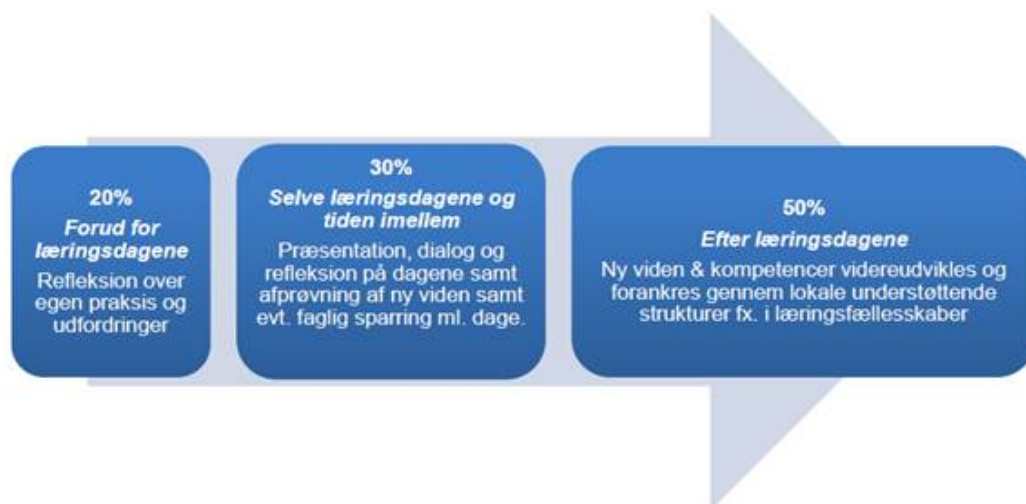 20%
Forud for
læringsdagene
Refleksion over
egen praksis og
udfordringer
30%
Selve læringsdagene og
tiden imellem
Præsentation, dialog og
refleksion på dagene samt
afprøvning af ny viden samt
evt. faglig sparring ml. dage.
50%
Efter læringsdagene
Ny viden & kompetencer videreudvikles og
forankres gennem lokale understøttende
strukturer fx. i læringsfællesskaber